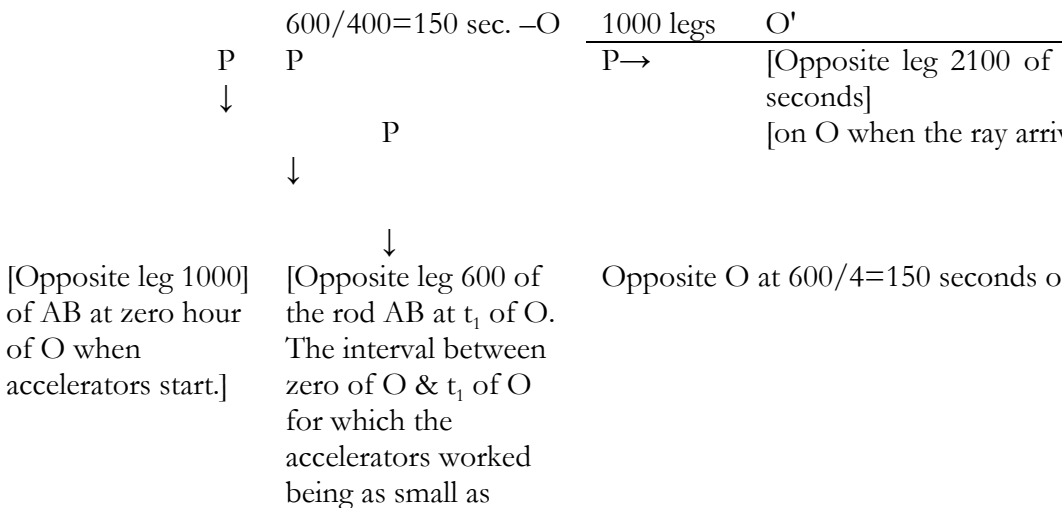 600/400=150 sec. –O 1000 legs O'
P P P→ [Opposite leg 2100 of
↓ seconds]
P [on O when the ray
↓
↓
[Opposite leg 1000] [Opposite leg 600 of Opposite O at 600/4=150 seconds
of AB at zero hour the rod AB at t₁ of O.
of O when The interval between
accelerators start.] zero of O & t₁ of O
for which the
accelerators worked
being as small as